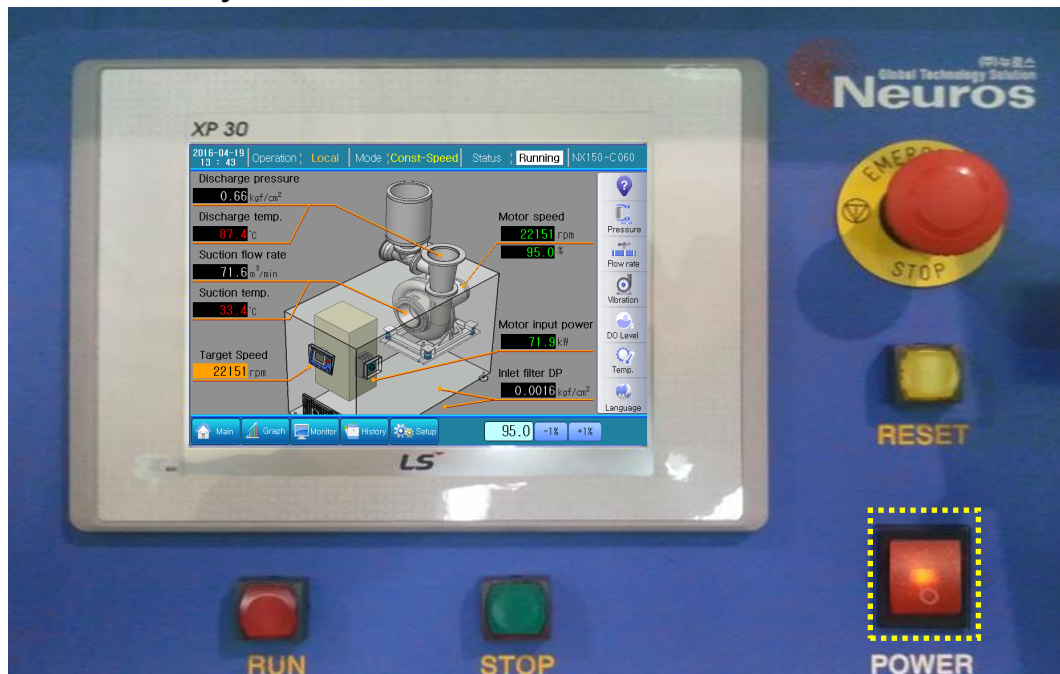 (주)뉴로스
Global Technology Solution
Neuros
XP 30
2016-04-19
13 : 43
Operation : Local
Mode : Const-Speed
Status : Running
NX150-C060
Discharge pressure
0.66 kgf/cm²
Discharge temp.
87.4 ℃
Suction flow rate
71.6 m³/min
Suction temp.
33.4 ℃
Target Speed
22151 rpm
Motor speed
22151 rpm
95.0 %
Motor input power
71.9 kW
Inlet filter DP
0.0016 kgf/cm²
?
Pressure
Flow rate
Vibration
DO Level
Temp.
Language
Main
Graph
Monitor
History
Setup
95.0
-1%
+1%
LS
STOP
RESET
RUN
STOP
POWER